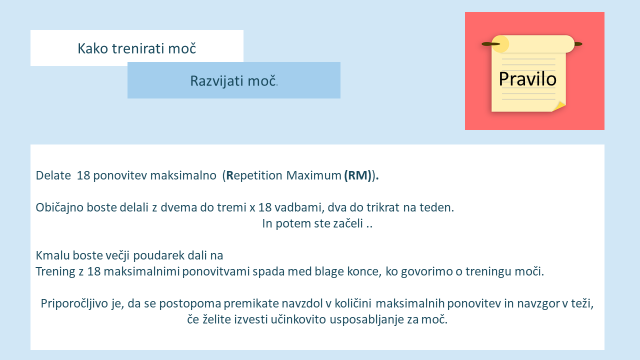 Kako trenirati moč
Razvijati moč.
Pravilo
Delate 18 ponovitev maksimalno (Repetition Maximum (RM)).
Običajno boste delali z dvema do tremi x 18 vadbami, dva do trikrat na teden.
In potem ste začeli ..
Kmalu boste večji poudarek dali na
Trening z 18 maksimalnimi ponovitvami spada med blage konce, ko govorimo o treningu moči.
Priporočljivo je, da se postopoma premikate navzdol v količini maksimalnih ponovitev in navzgor v teži,
če želite izvesti učinkovito usposabljanje za moč.